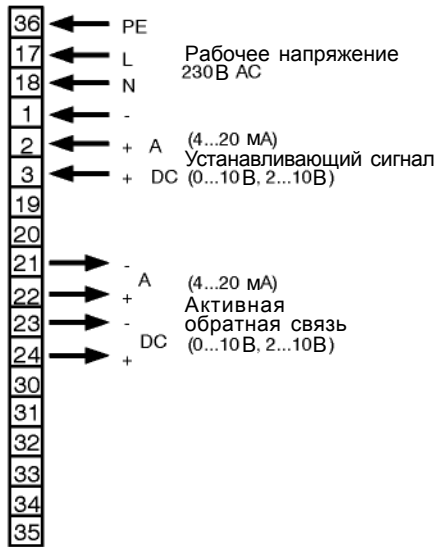 36 PE
17 L Рабочее напряжение
18 N 230В AC
1 -
2 + A (4...20 мА)
Устанавливающий сигнал
3 + DC (0...10В, 2...10В)
19
20
21 -
A (4...20 мА)
22 +
Активная
23 - обратная связь
DC (0...10В, 2...10В)
24 +
30
31
32
33
34
35